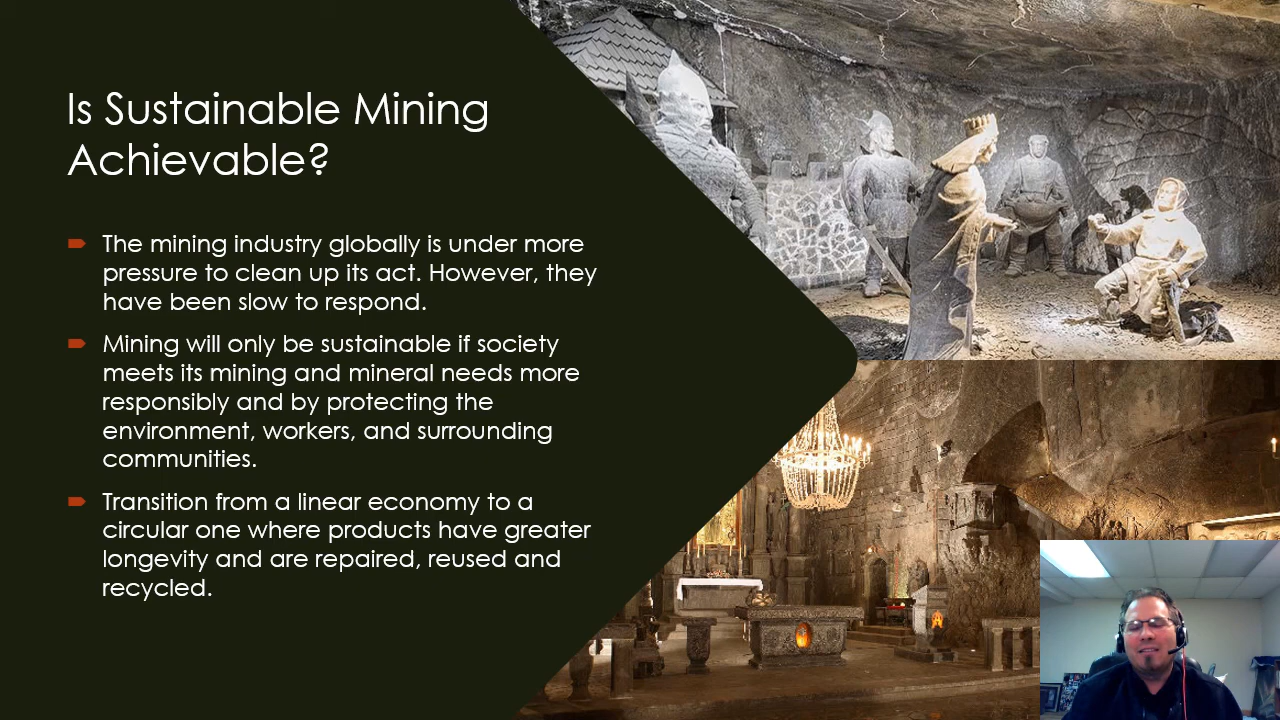 Is Sustainable Mining
Achievable?
The mining industry globally is under more
pressure to clean up its act. However, they
have been slow to respond.
Mining will only be sustainable if society
meets its mining and mineral needs more
responsibly and by protecting the
environment, workers, and surrounding
communities.
Transition from a linear economy to a
circular one where products have greater
longevity and are repaired, reused and
recycled.